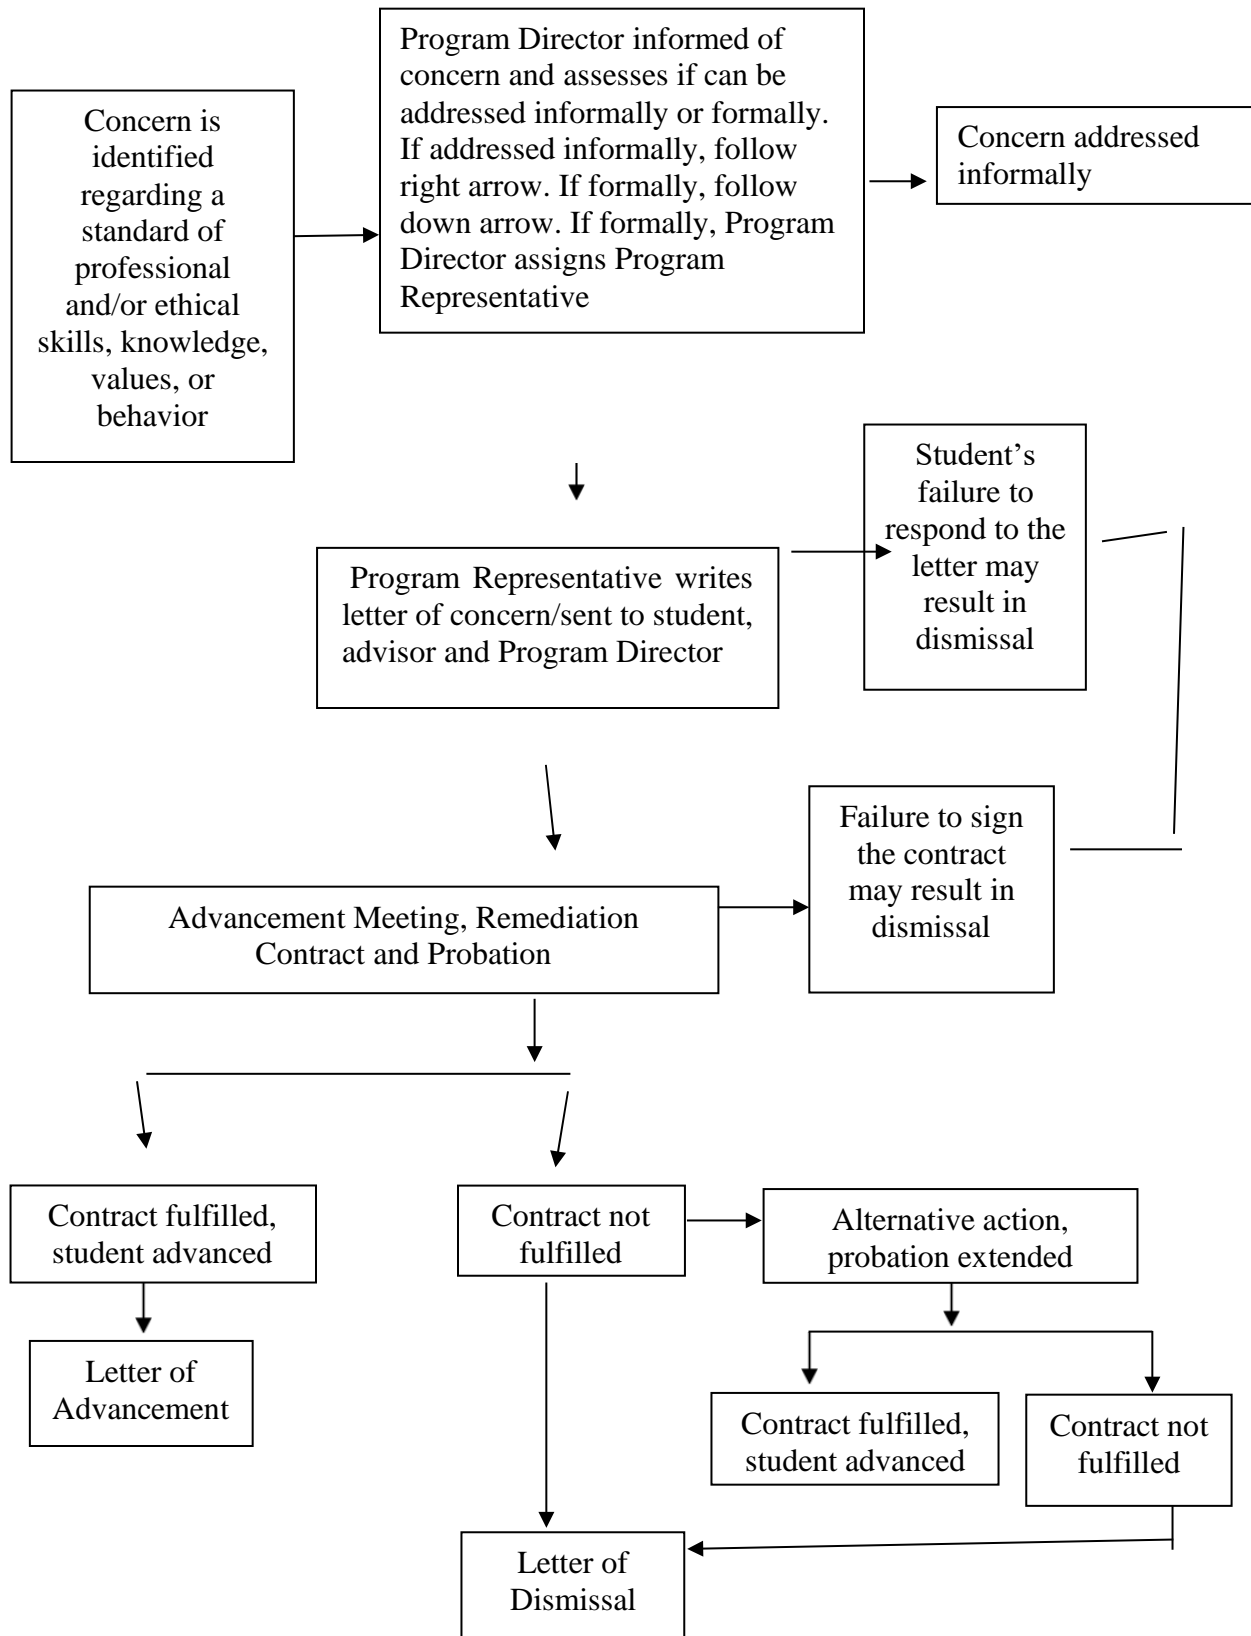 Concern is
identified
regarding a
standard of
professional
and/or ethical
skills, knowledge,
values, or
behavior
Program Director informed of
concern and assesses if can be
addressed informally or formally.
If addressed informally, follow
right arrow. If formally, follow
down arrow. If formally, Program
Director assigns Program
Representative
Concern addressed
informally
Program Representative writes
letter of concern/sent to student,
advisor and Program Director
Student’s
failure to
respond to the
letter may
result in
dismissal
Advancement Meeting, Remediation
Contract and Probation
Failure to sign
the contract
may result in
dismissal
Contract fulfilled,
student advanced
Contract not
fulfilled
Alternative action,
probation extended
Letter of
Advancement
Contract fulfilled,
student advanced
Contract not
fulfilled
Letter of
Dismissal